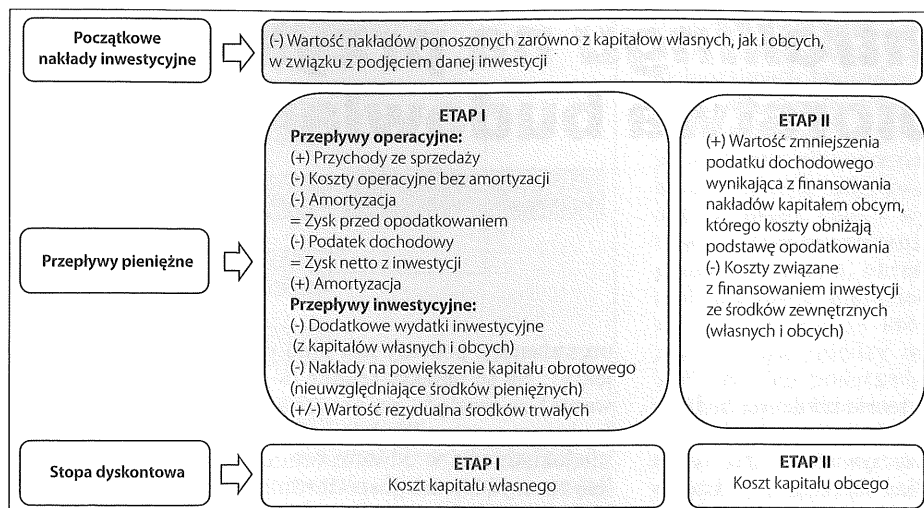 Początkowe
nakłady inwestycyjne
(-) Wartość nakładów ponoszonych zarówno z kapitałow własnych, jak i obcych,
w związku z podjęciem danej inwestycji
Przepływy pieniężne
ETAP I
Przepływy operacyjne:
(+) Przychody ze sprzedaży
(-) Koszty operacyjne bez amortyzacji
(-) Amortyzacja
= Zysk przed opodatkowaniem
(-) Podatek dochodowy
= Zysk netto z inwestycji
(+) Amortyzacja
Przepływy inwestycyjne:
(-) Dodatkowe wydatki inwestycyjne
(z kapitałów własnych i obcych)
(-) Nakłady na powiększenie kapitału obrotowego
(nieuwzględniające środków pieniężnych)
(+/-) Wartość rezydualna środków trwałych
ETAP II
(+) Wartość zmniejszenia
podatku dochodowego
wynikająca z finansowania
nakładów kapitałem obcym,
którego koszty obniżają
podstawę opodatkowania
(-) Koszty związane
z finansowaniem inwestycji
ze środków zewnętrznych
(własnych i obcych)
Stopa dyskontowa
ETAP I
Koszt kapitału własnego
ETAP II
Koszt kapitału obcego